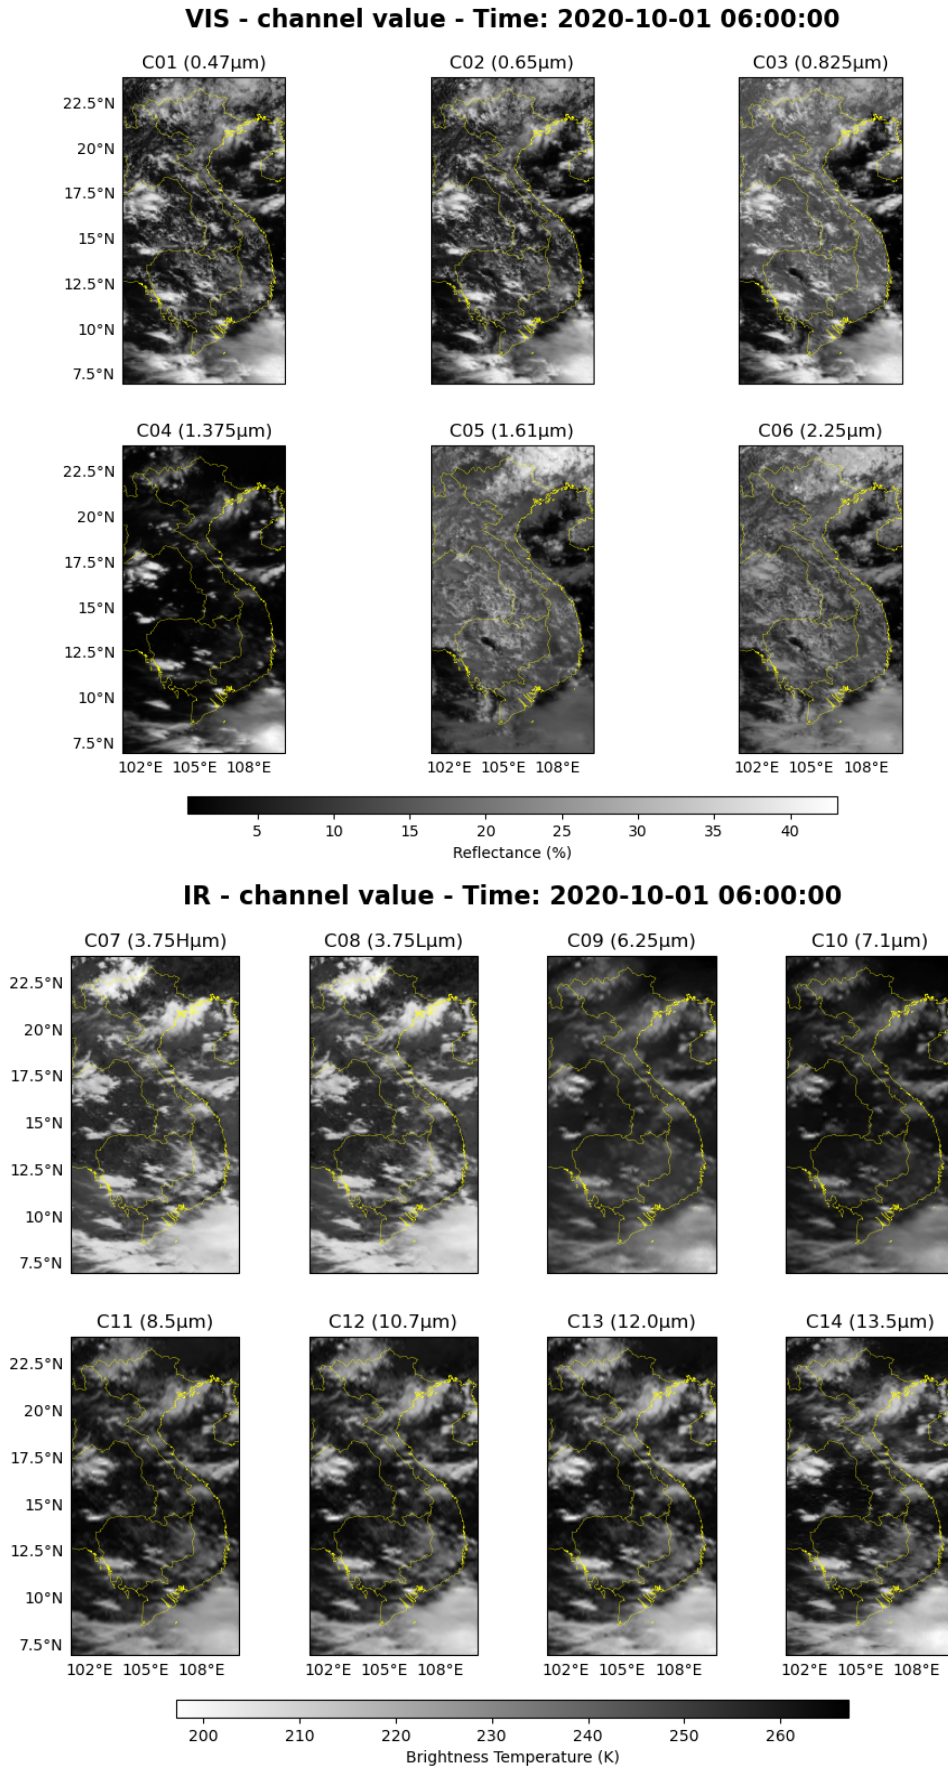 VIS - channel value - Time: 2020-10-01 06:00:00
C01 (0.47μm) C02 (0.65μm) C03 (0.825μm)
22.5°N
20°N
17.5°N
15°N
12.5°N
10°N
7.5°N
C04 (1.375μm) C05 (1.61μm) C06 (2.25μm)
22.5°N
20°N
17.5°N
15°N
12.5°N
10°N
7.5°N
102°E 105°E 108°E 102°E 105°E 108°E 102°E 105°E 108°E
5 10 15 20 25 30 35 40
Reflectance (%)
IR - channel value - Time: 2020-10-01 06:00:00
C07 (3.75Hμm) C08 (3.75Lμm) C09 (6.25μm) C10 (7.1μm)
22.5°N
20°N
17.5°N
15°N
12.5°N
10°N
7.5°N
C11 (8.5μm) C12 (10.7μm) C13 (12.0μm) C14 (13.5μm)
22.5°N
20°N
17.5°N
15°N
12.5°N
10°N
7.5°N
102°E 105°E 108°E 102°E 105°E 108°E 102°E 105°E 108°E 102°E 105°E 108°E
200 210 220 230 240 250 260
Brightness Temperature (K)